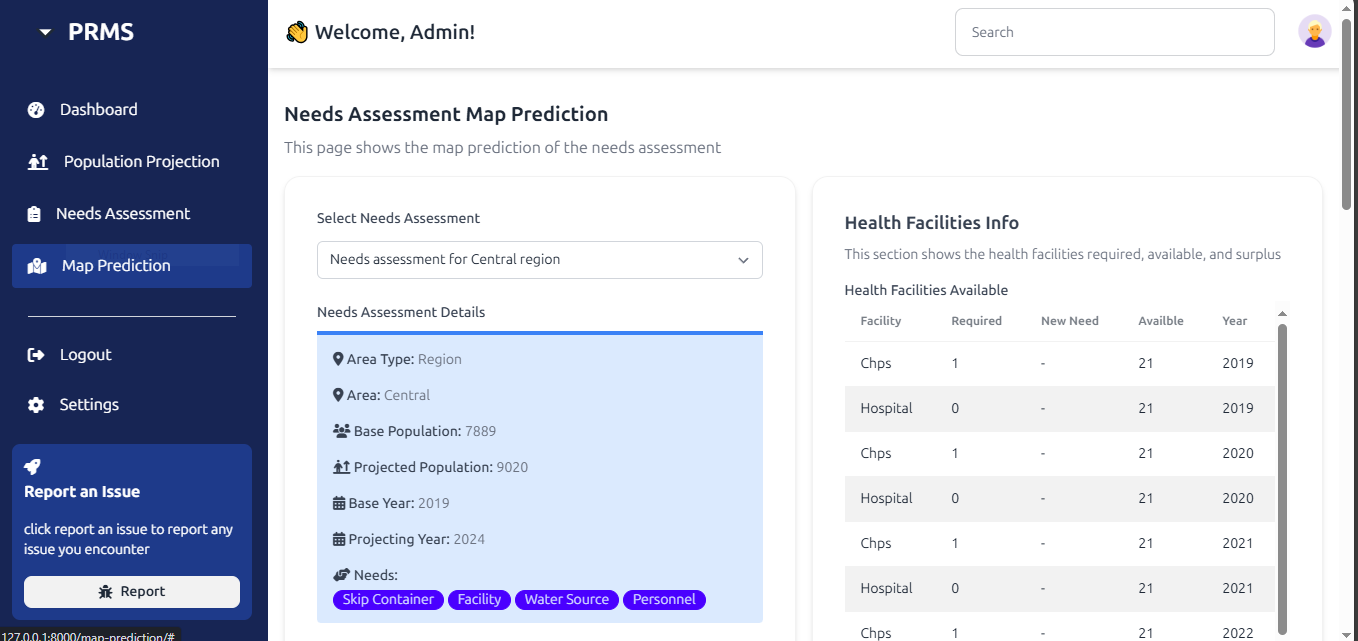 PRMS
Dashboard
Population Projection
Needs Assessment
Map Prediction
Logout
Settings
Report an Issue
click report an issue to report any
issue you encounter
Report
127.0.0.1:8000/map-prediction/#
Welcome, Admin!
Search
Needs Assessment Map Prediction
This page shows the map prediction of the needs assessment
Select Needs Assessment
Needs assessment for Central region
Needs Assessment Details
Area Type: Region
Area: Central
Base Population: 7889
Projected Population: 9020
Base Year: 2019
Projecting Year: 2024
Needs:
Skip Container Facility Water Source Personnel
Health Facilities Info
This section shows the health facilities required, available, and surplus
Health Facilities Available
Facility Required New Need Availble Year
Chps 1 - 21 2019
Hospital 0 - 21 2019
Chps 1 - 21 2020
Hospital 0 - 21 2020
Chps 1 - 21 2021
Hospital 0 - 21 2021
Chps 1 - 21 2022